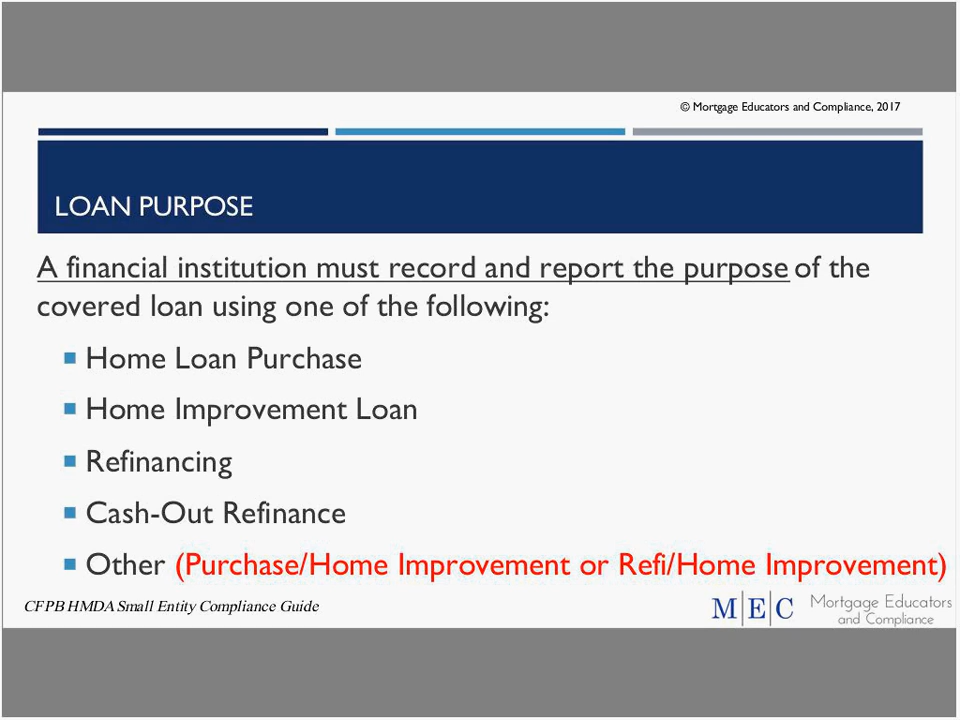 © Mortgage Educators and Compliance, 2017
LOAN PURPOSE
A financial institution must record and report the purpose of the
covered loan using one of the following:
Home Loan Purchase
Home Improvement Loan
Refinancing
Cash-Out Refinance
Other (Purchase/Home Improvement or Refi/Home Improvement)
CFPB HMDA Small Entity Compliance Guide
M|E|C Mortgage Educators
and Compliance